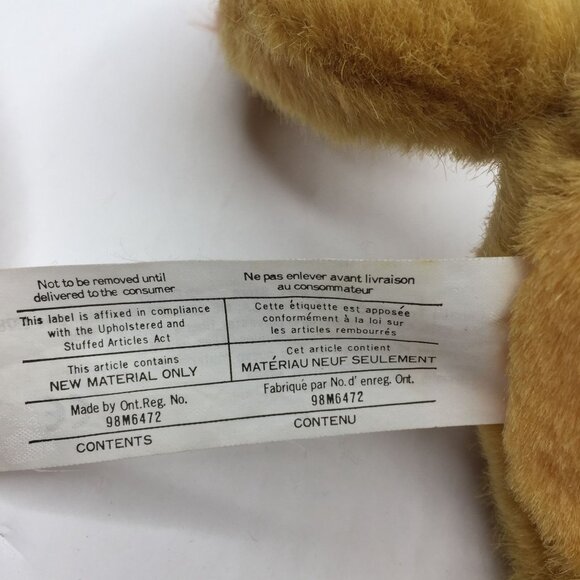 Not to be removed until
delivered to the consumer
Ne pas enlever avant livraison
au consommateur
This label is affixed in compliance
with the Upholstered and
Stuffed Articles Act
Cette étiquette est apposée
conformément à la loi sur
les articles rembourrés
This article contains
NEW MATERIAL ONLY
Cet article contient
MATÉRIAU NEUF SEULEMENT
Made by Ont.Reg. No.
98M6472
Fabriqué par No.d' enreg. Ont.
98M6472
CONTENTS
CONTENU